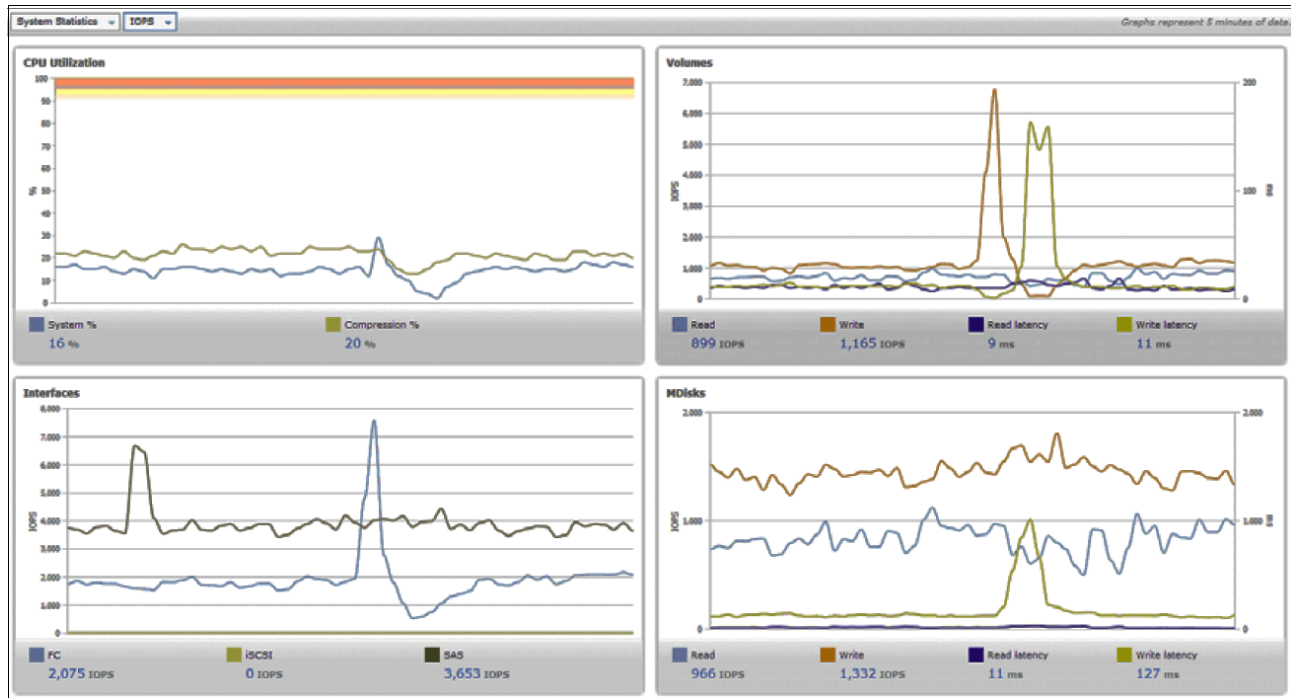 System Statistics IOPS Graphs represent 5 minutes of data.
CPU Utilization
100
90
80
70
60
%
50
40
30
20
10
0
System % Compression %
16 % 20 %
Volumes
7,000 200
6,000
5,000
4,000
IOPS 100 ms
3,000
2,000
1,000
0 0
Read Write Read latency Write latency
899 IOPS 1,165 IOPS 9 ms 11 ms
Interfaces
8,000
7,000
6,000
5,000
IOPS
4,000
3,000
2,000
1,000
0
FC iSCSI SAS
2,075 IOPS 0 IOPS 3,653 IOPS
MDisks
2,000 2,000
IOPS 1,000 1,000 ms
0 0
Read Write Read latency Write latency
966 IOPS 1,332 IOPS 11 ms 127 ms